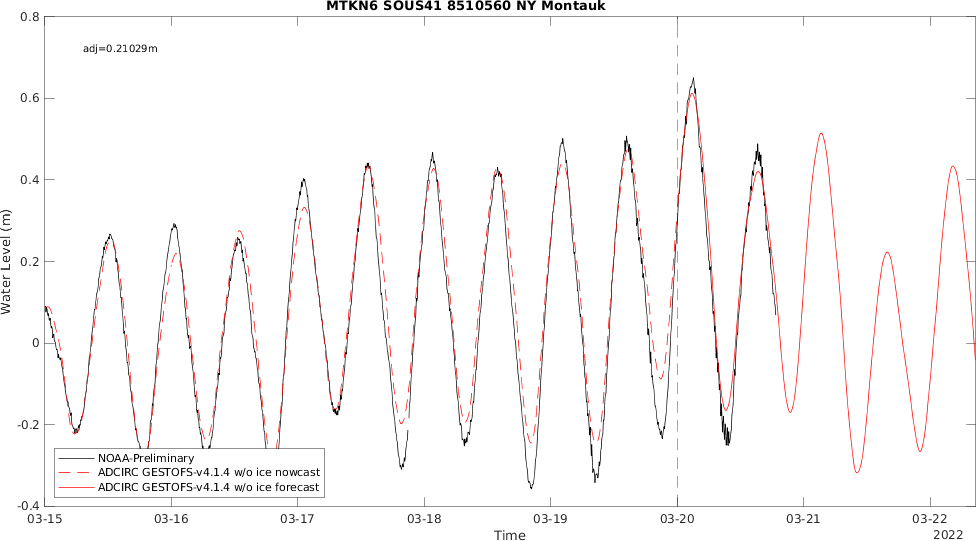 MTKN6 SOUS41 8510560 NY Montauk
adj=0.21029m
0.8
0.6
0.4
0.2
0
-0.2
-0.4
Water Level (m)
NOAA-Preliminary
ADCIRC GESTOFS-v4.1.4 w/o ice nowcast
ADCIRC GESTOFS-v4.1.4 w/o ice forecast
03-15 03-16 03-17 03-18 03-19 03-20 03-21 03-22
Time
2022